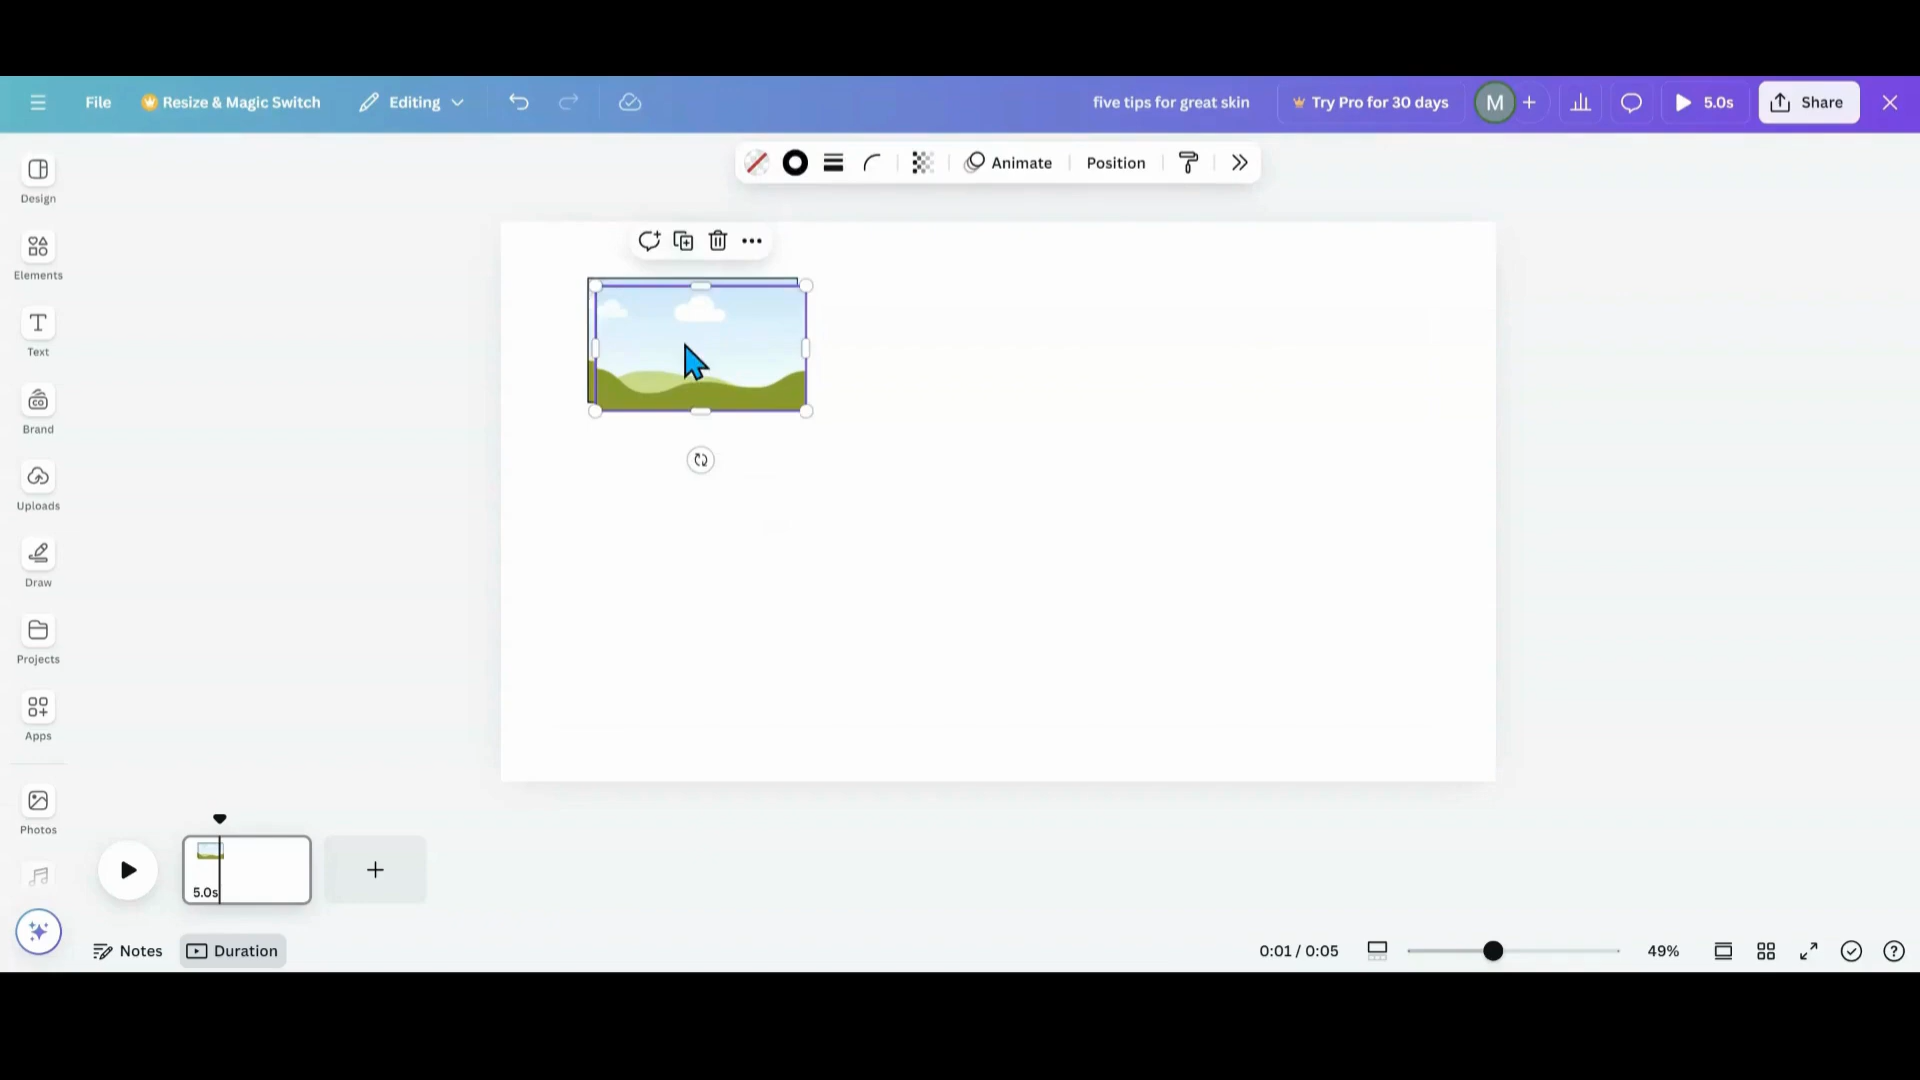 File
Resize & Magic Switch
Editing
five tips for great skin
Try Pro for 30 days
M
5.0s
Share
Animate
Position
Design
Elements
Text
Brand
Uploads
Draw
Projects
Apps
Photos
5.0s
Notes
Duration
0:01 / 0:05
49%